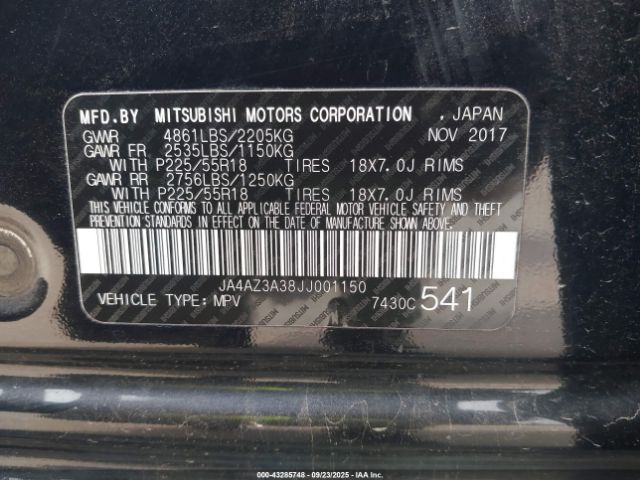 MFD.BY MITSUBISHI MOTORS CORPORATION , JAPAN
GVWR 4861LBS/2205KG NOV 2017
GAWR FR 2535LBS/1150KG
WITH P225/55R18 TIRES 18X7.0J RIMS
GAWR RR 2756LBS/1250KG
WITH P225/55R18 TIRES 18X7.0J RIMS
THIS VEHICLE CONFORMS TO ALL APPLICABLE FEDERAL MOTOR VEHICLE SAFETY AND THEFT
PREVENTION STANDARDS IN EFFECT ON THE DATE OF MANUFACTURE SHOWN ABOVE.
JA4AZ3A38JJ001150
VEHICLE TYPE: MPV 7430C 541
000-43285748 - 09/23/2025 - IAA Inc.